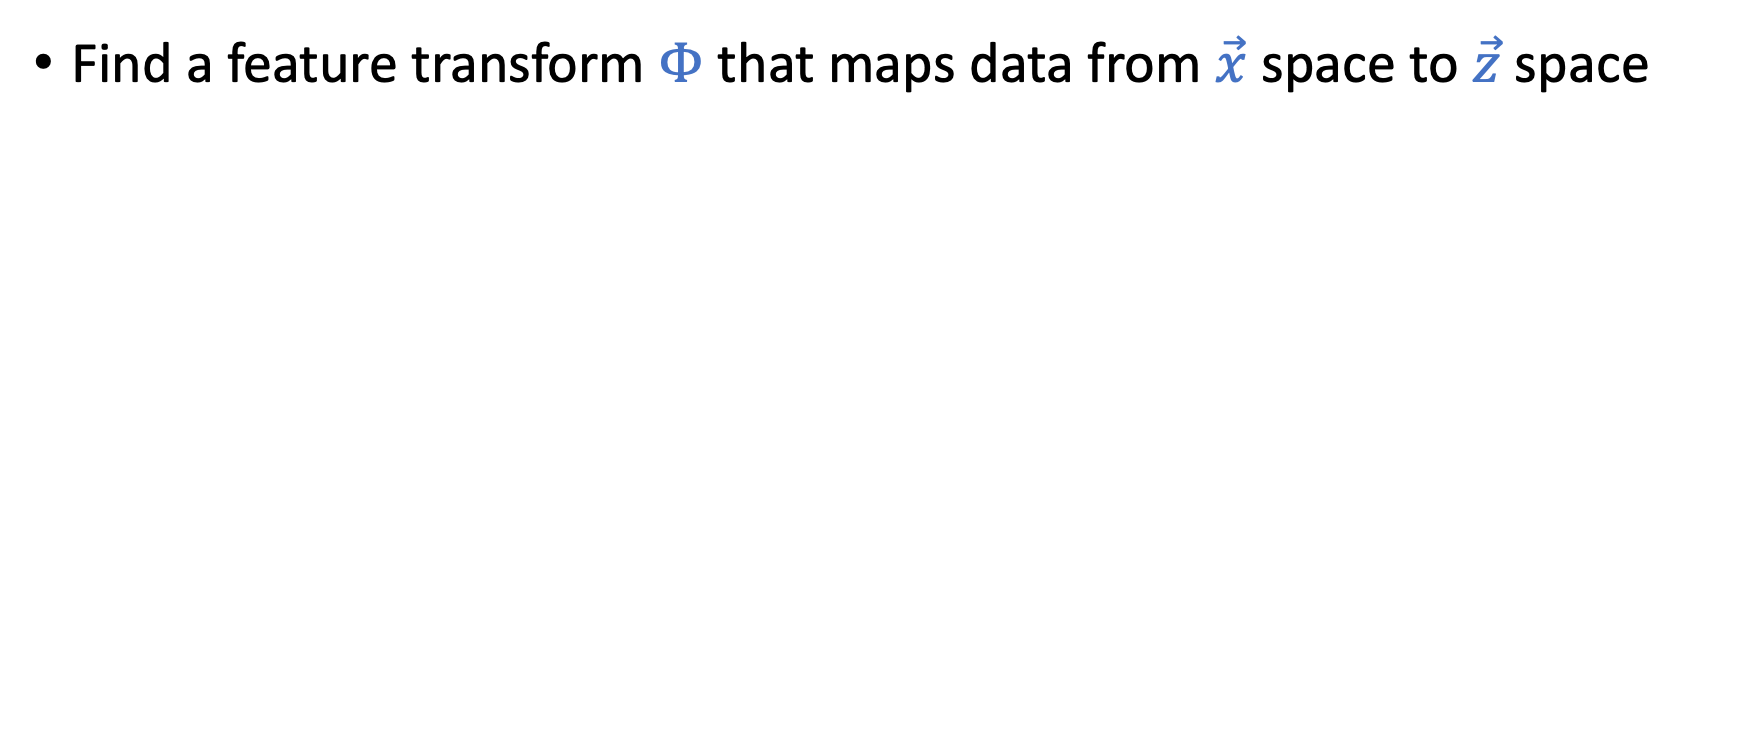 • Find a feature transform Φ that maps data from x⃗ space to z⃗ space